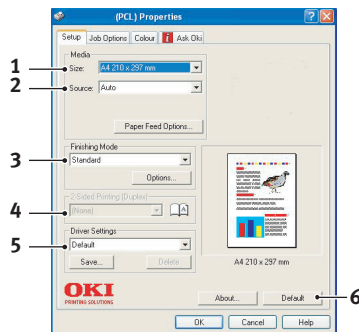 (PCL) Properties
Setup Job Options Colour Ask Oki
Media
1 Size: A4 210 x 297 mm
2 Source: Auto
Paper Feed Options...
Finishing Mode
3 Standard
Options...
2-Sided Printing (Duplex)
4 (None)
Driver Settings
5 Default
Save... Delete
A4 210 x 297 mm
OKI
PRINTING SOLUTIONS
About... Default 6
OK Cancel Help